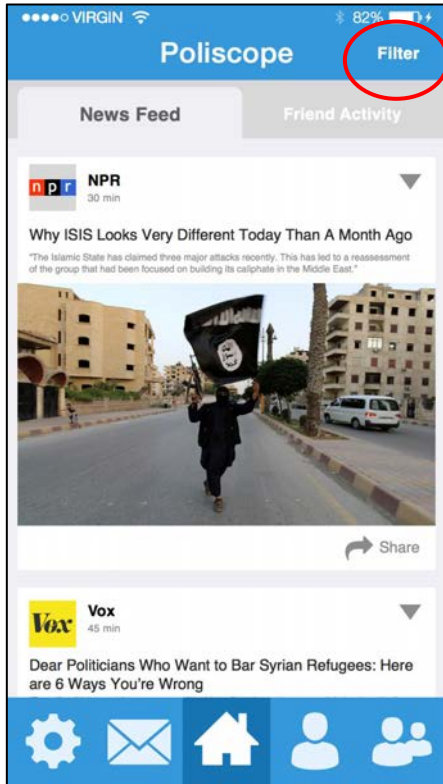 VIRGIN 82%
Poliscope Filter
News Feed Friend Activity
npr NPR
30 min
Why ISIS Looks Very Different Today Than A Month Ago
"The Islamic State has claimed three major attacks recently. This has led to a reassessment
of the group that had been focused on building its caliphate in the Middle East."
Share
Vox Vox
45 min
Dear Politicians Who Want to Bar Syrian Refugees: Here
are 6 Ways You're Wrong